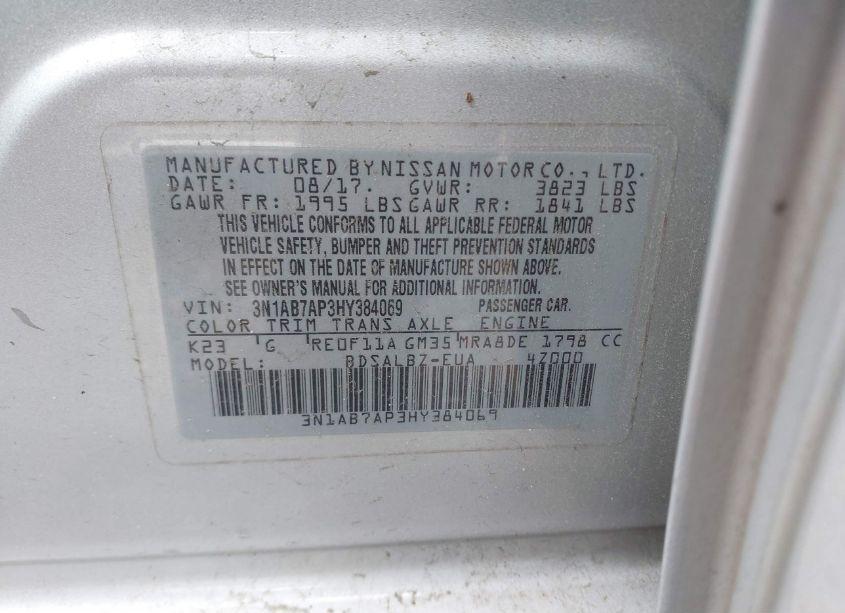 MANUFACTURED BY NISSAN MOTOR CO., LTD.
DATE: 08/17. GVWR: 3823 LBS
GAWR FR: 1995 LBS GAWR RR: 1841 LBS
THIS VEHICLE CONFORMS TO ALL APPLICABLE FEDERAL MOTOR
VEHICLE SAFETY, BUMPER AND THEFT PREVENTION STANDARDS
IN EFFECT ON THE DATE OF MANUFACTURE SHOWN ABOVE.
SEE OWNER'S MANUAL FOR ADDITIONAL INFORMATION.
VIN: 3N1AB7AP3HY384069 PASSENGER CAR.
COLOR TRIM TRANS AXLE ENGINE
K23 'G 'RE0F11A GM35'MRA8DE 1798 CC
MODEL: BDSALBZ-EUA 4Z000
3N1AB7AP3HY384069